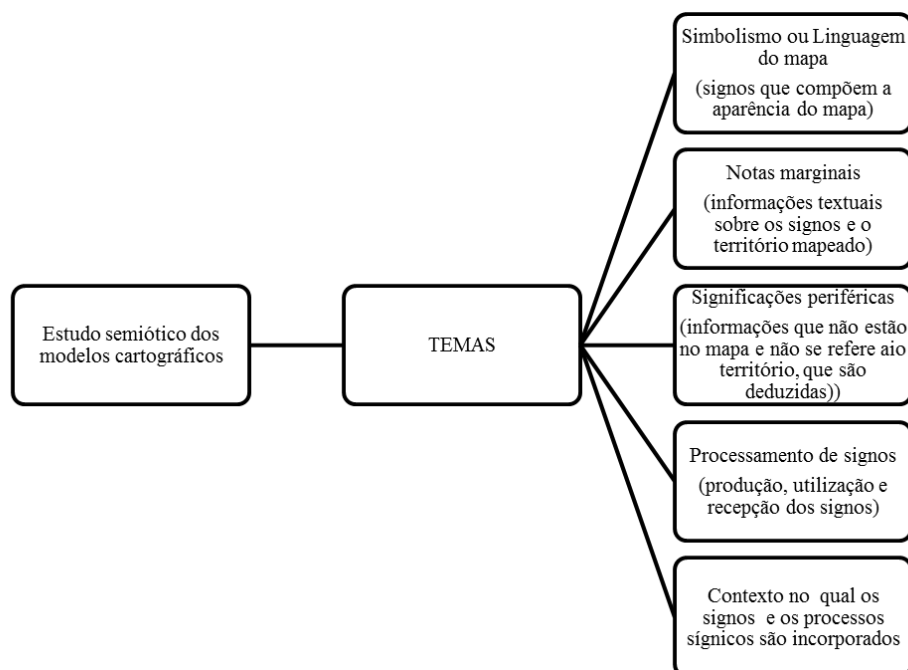 Simbolismo ou Linguagem
do mapa
(signos que compõem a
aparência do mapa)
Notas marginais
(informações textuais
sobre os signos e o
território mapeado)
Estudo semiótico dos
modelos cartográficos
TEMAS
Significações periféricas
(informações que não estão
no mapa e não se refere aio
território, que são
deduzidas))
Processamento de signos
(produção, utilização e
recepção dos signos)
Contexto no qual os
signos e os processos
sígnicos são incorporados